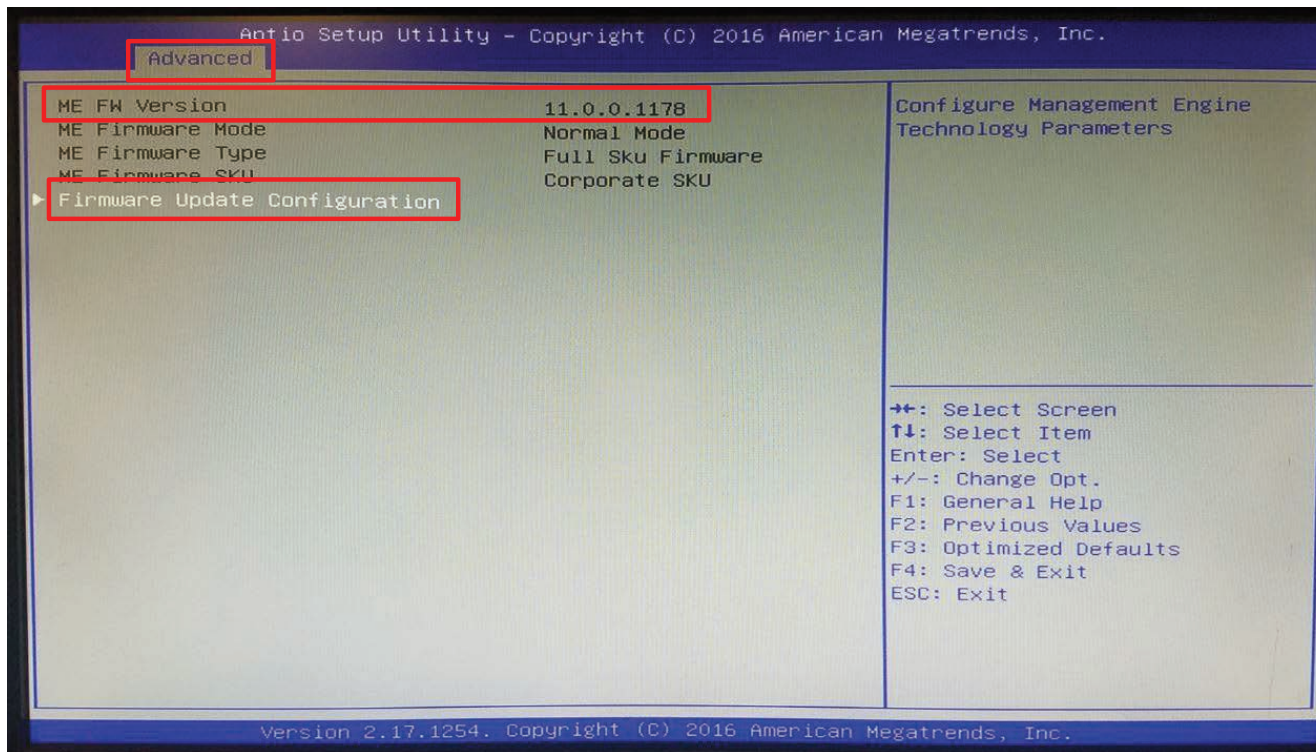 Aptio Setup Utility – Copyright (C) 2016 American Megatrends, Inc.
Advanced
ME FW Version 11.0.0.1178
ME Firmware Mode Normal Mode
ME Firmware Type Full Sku Firmware
ME Firmware SKU Corporate SKU
▶ Firmware Update Configuration
Configure Management Engine
Technology Parameters
→←: Select Screen
↑↓: Select Item
Enter: Select
+/-: Change Opt.
F1: General Help
F2: Previous Values
F3: Optimized Defaults
F4: Save & Exit
ESC: Exit
Version 2.17.1254. Copyright (C) 2016 American Megatrends, Inc.